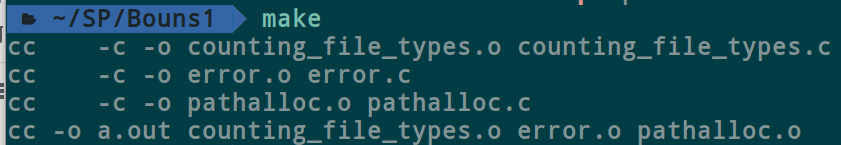 ~/SP/Bouns1 make
cc    -c -o counting_file_types.o counting_file_types.c
cc    -c -o error.o error.c
cc    -c -o pathalloc.o pathalloc.c
cc -o a.out counting_file_types.o error.o pathalloc.o